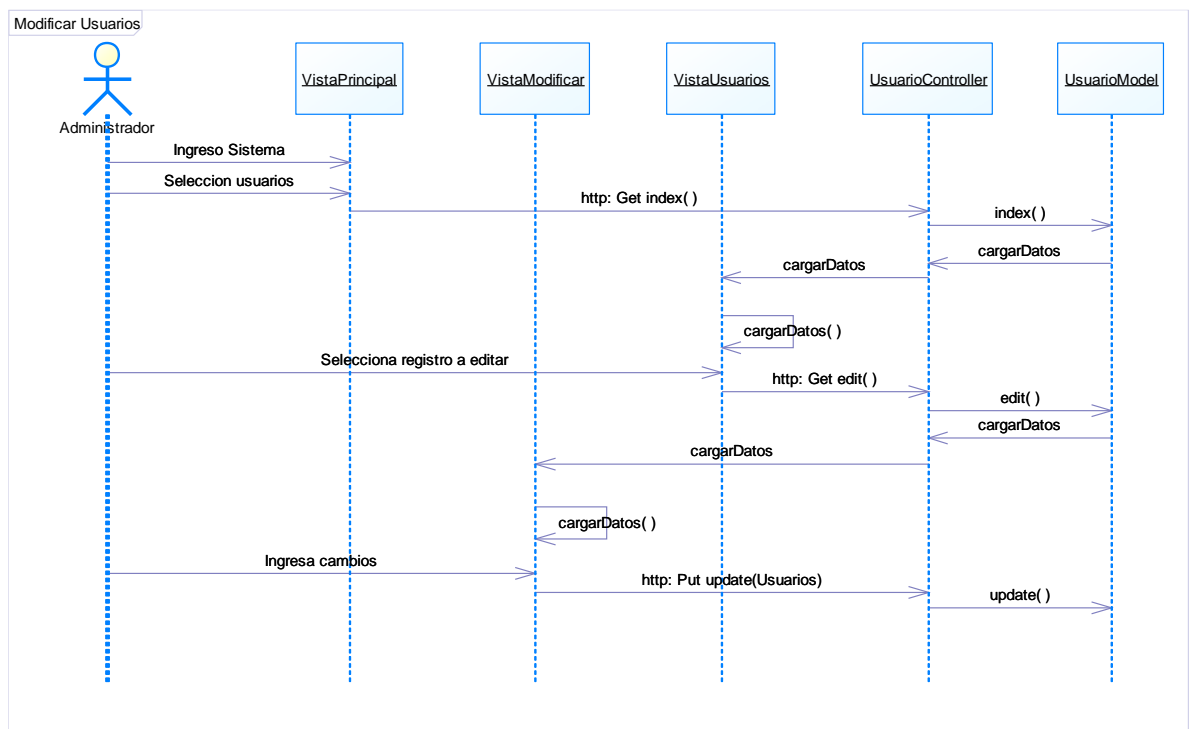 Modificar Usuarios
Administrador
VistaPrincipal
VistaModificar
VistaUsuarios
UsuarioController
UsuarioModel
Ingreso Sistema
Seleccion usuarios
http: Get index( )
index( )
cargarDatos
cargarDatos
cargarDatos( )
Selecciona registro a editar
http: Get edit( )
edit( )
cargarDatos
cargarDatos
cargarDatos( )
Ingresa cambios
http: Put update(Usuarios)
update( )